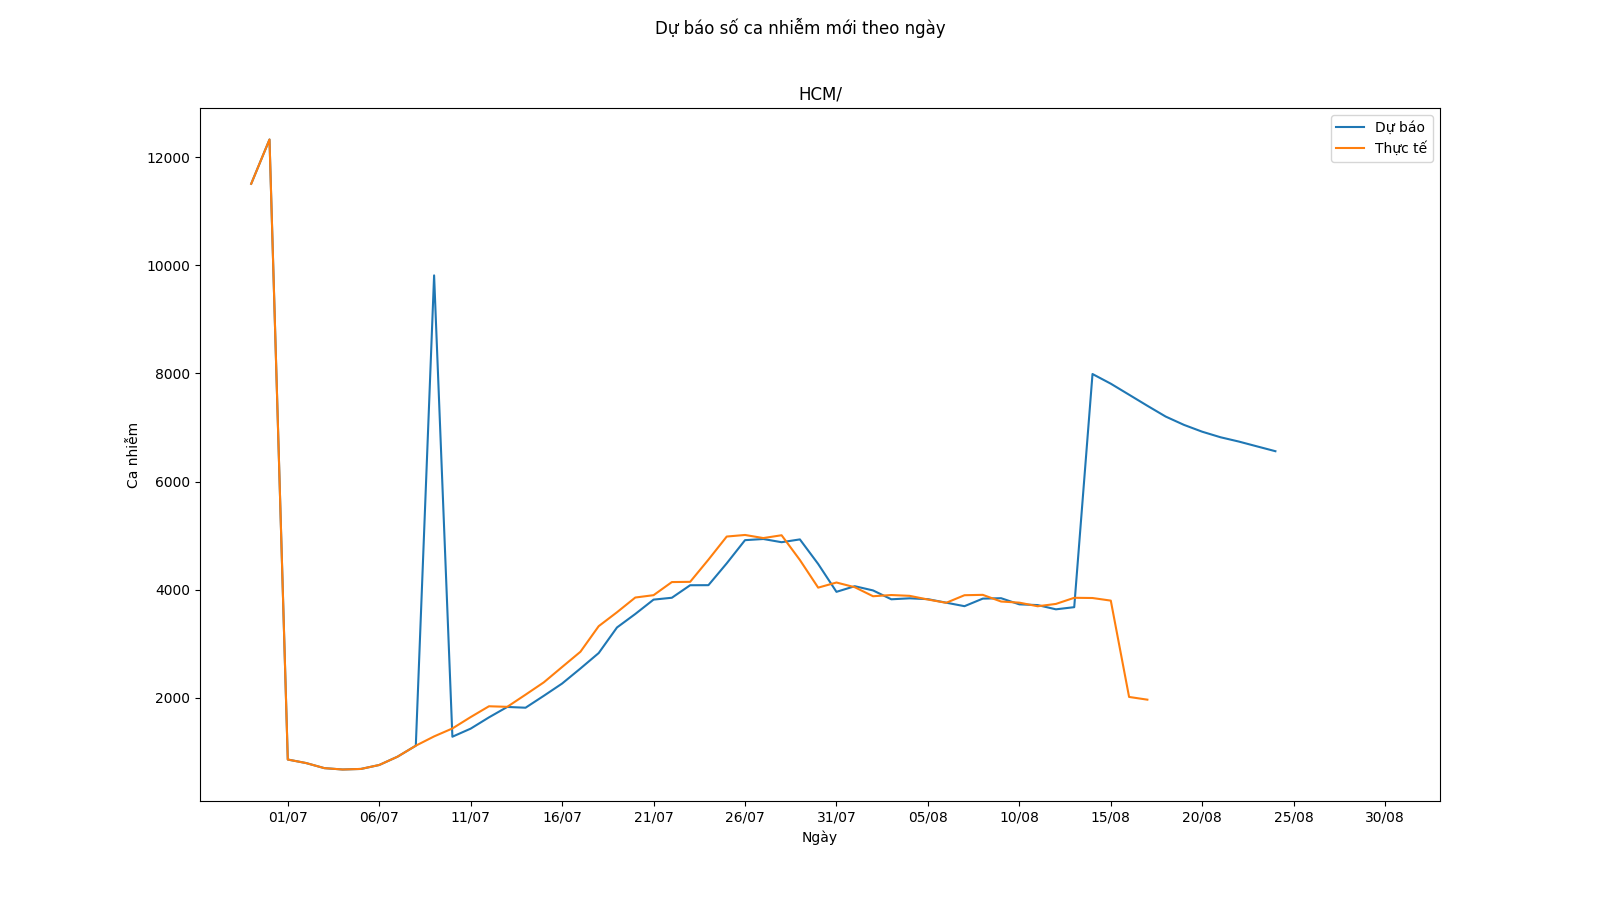 Dự báo số ca nhiễm mới theo ngày
HCM/
Dự báo
Thực tế
12000
10000
8000
6000
4000
2000
Ca nhiễm
01/07 06/07 11/07 16/07 21/07 26/07 31/07 05/08 10/08 15/08 20/08 25/08 30/08
Ngày